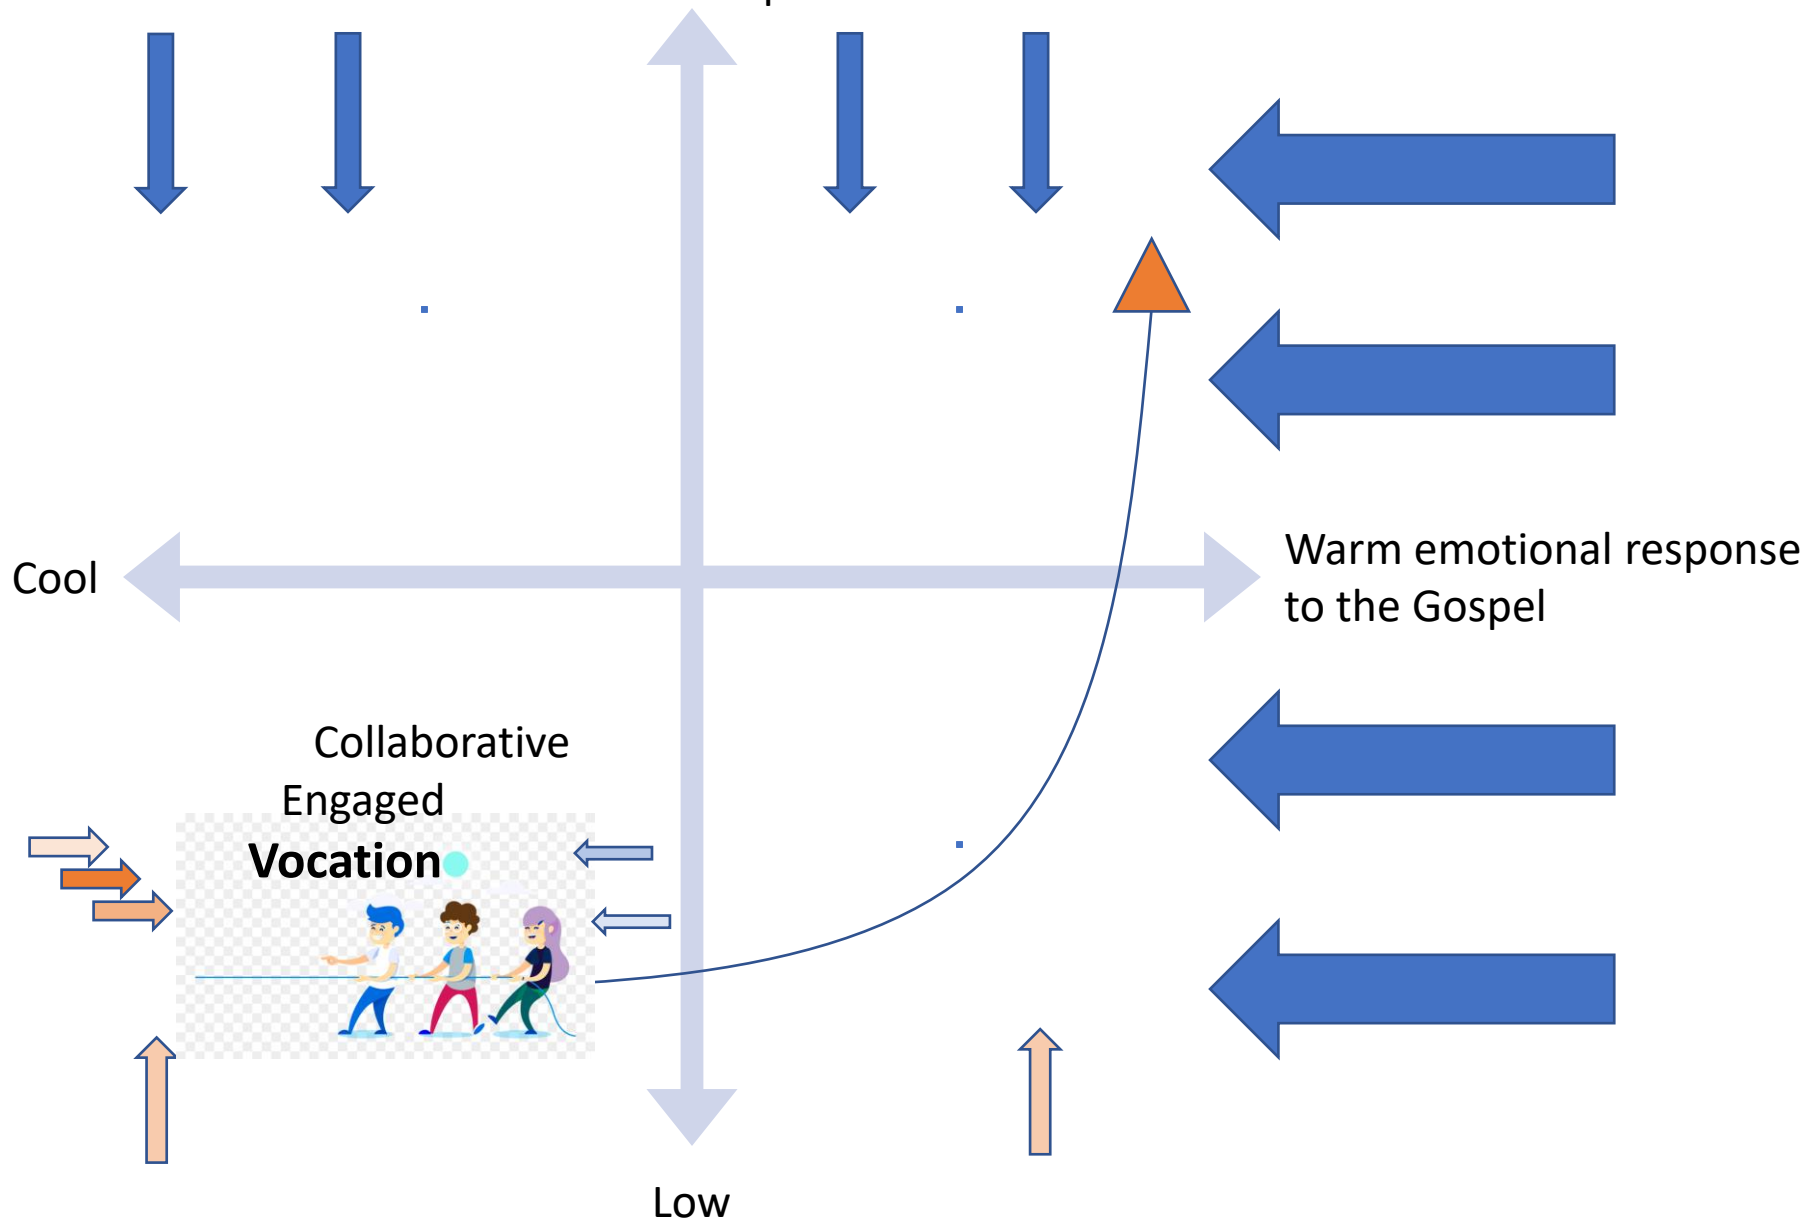 Cool
Warm emotional response
to the Gospel
Collaborative
Engaged
Vocation
Low